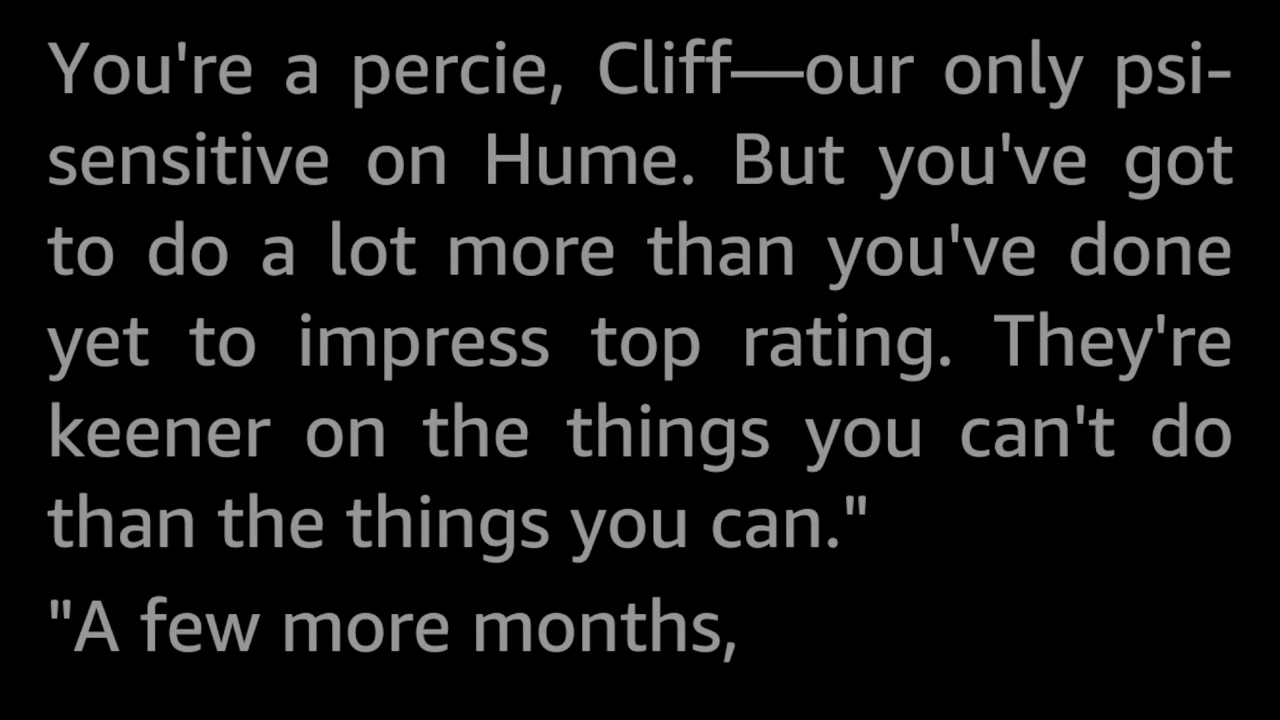 You're a percie, Cliff—our only psi-
sensitive on Hume. But you've got
to do a lot more than you've done
yet to impress top rating. They're
keener on the things you can't do
than the things you can."
"A few more months,